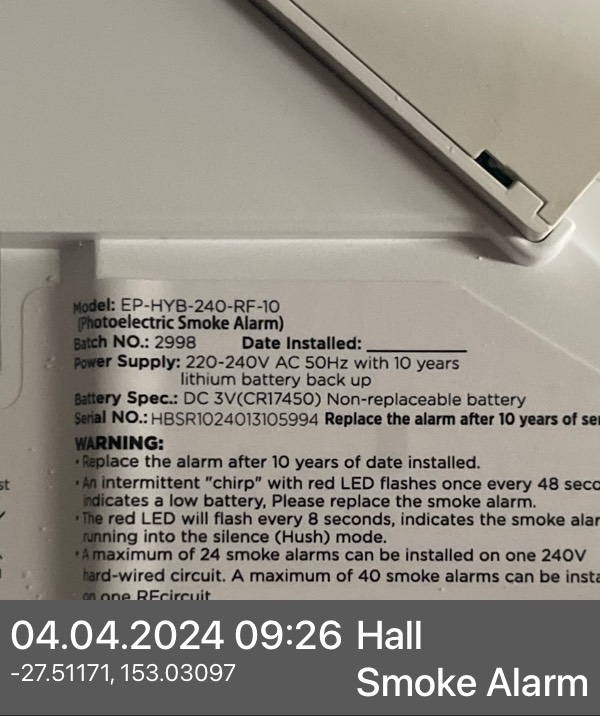 Model: EP-HYB-240-RF-10
(Photoelectric Smoke Alarm)
Batch NO.: 2998 Date Installed:
Power Supply: 220-240V AC 50Hz with 10 years
lithium battery back up
Battery Spec.: DC 3V(CR17450) Non-replaceable battery
Serial NO.: HBSR1024013105994 Replace the alarm after 10 years of ser
WARNING:
• Replace the alarm after 10 years of date installed.
• An intermittent "chirp" with red LED flashes once every 48 seco
indicates a low battery, Please replace the smoke alarm.
• The red LED will flash every 8 seconds, indicates the smoke alar
running into the silence (Hush) mode.
• A maximum of 24 smoke alarms can be installed on one 240V
hard-wired circuit. A maximum of 40 smoke alarms can be insta
on one RFcircuit
st
04.04.2024 09:26 Hall
-27.51171, 153.03097
Smoke Alarm